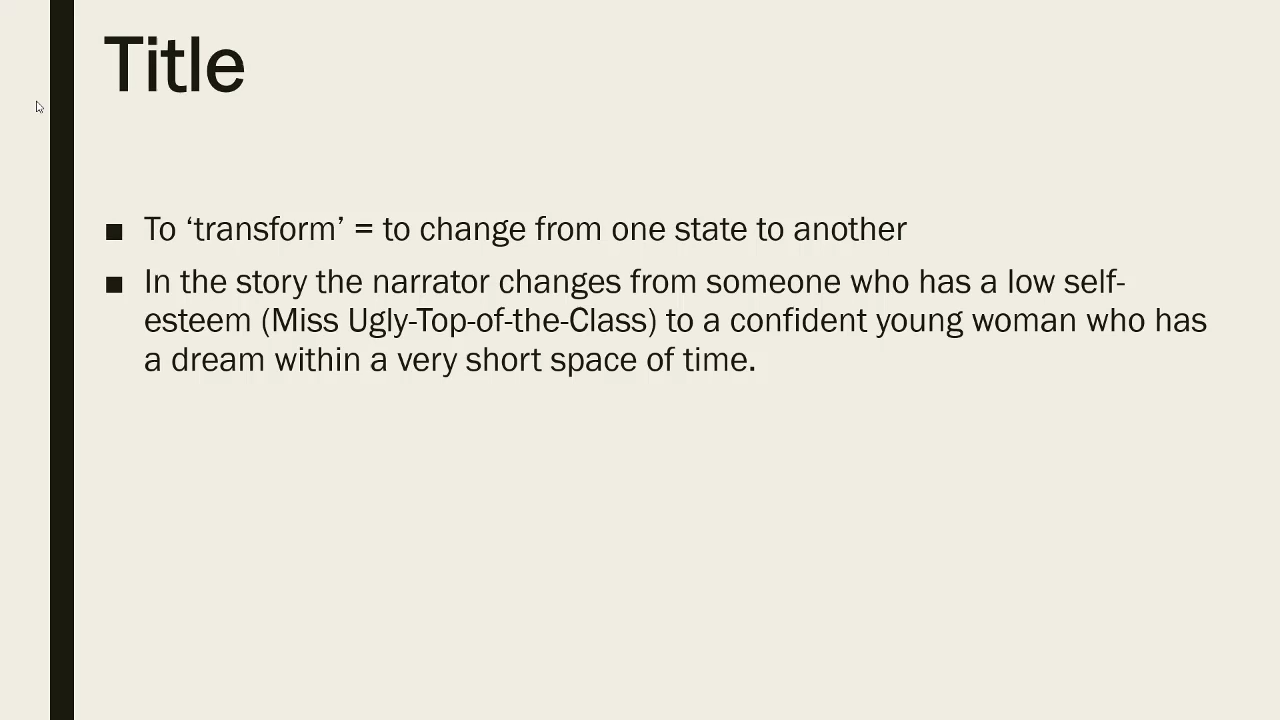 Title
■ To ‘transform’ = to change from one state to another
■ In the story the narrator changes from someone who has a low self-
esteem (Miss Ugly-Top-of-the-Class) to a confident young woman who has
a dream within a very short space of time.